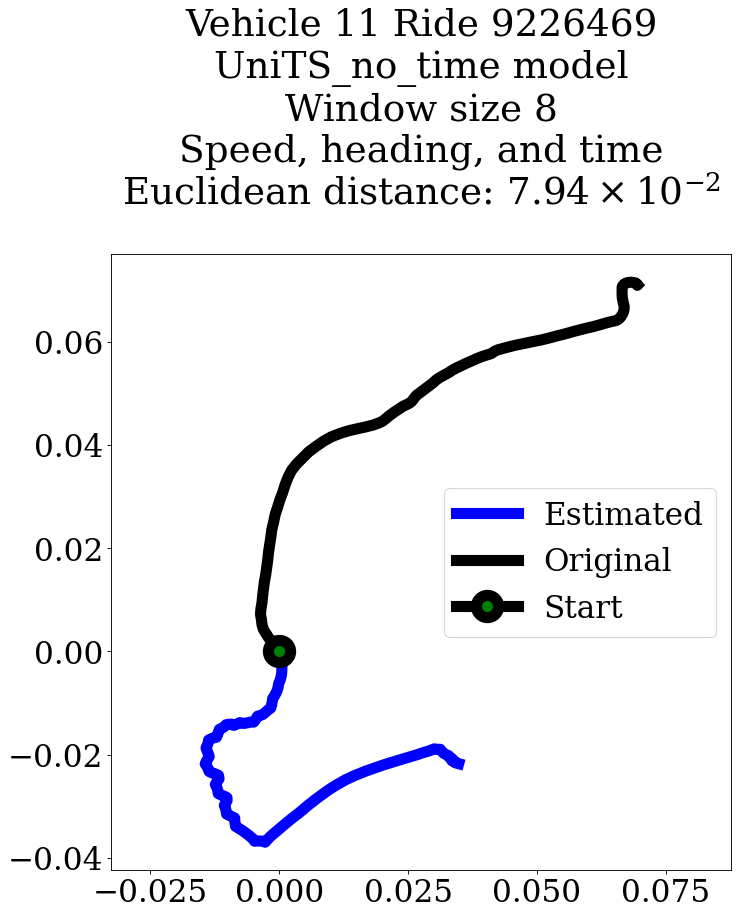 Vehicle 11 Ride 9226469
UniTS_no_time model
Window size 8
Speed, heading, and time
Euclidean distance: 7.94 × 10⁻²
0.06
0.04
0.02
0.00
−0.02
−0.04
Estimated
Original
Start
−0.025 0.000 0.025 0.050 0.075